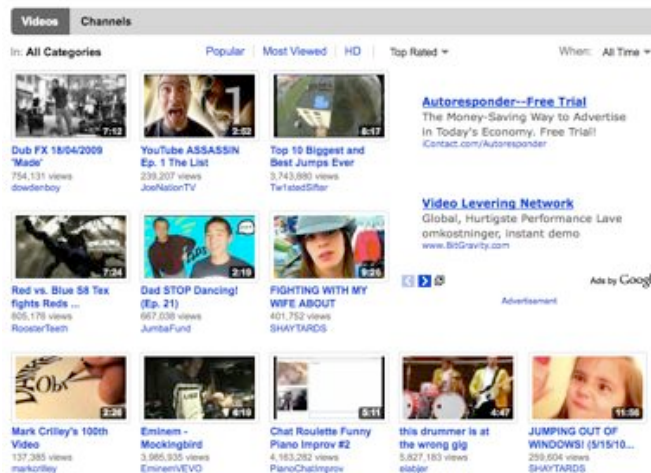 Videos Channels
In: All Categories Popular Most Viewed HD Top Rated When: All Time
7:12 2:52 8:17
Dub FX 18/04/2009 'Made'
754,131 views
dowdenboy
YouTube ASSASSIN Ep. 1 The List
239,207 views
JoeNationTV
Top 10 Biggest and Best Jumps Ever
3,743,880 views
Tw1stedSifter
Autoresponder--Free Trial
The Money-Saving Way to Advertise
in Today's Economy. Free Trial!
iContact.com/Autoresponder
Video Levering Network
Global, Hurtigste Performance Lave
omkostninger, instant demo
www.BitGravity.com
Ads by Google
Advertisement
7:24 2:19 9:26
Red vs. Blue S8 Tex
fights Reds ...
805,178 views
RoosterTeeth
Dad STOP Dancing!
(Ep. 21)
667,038 views
JumbaFund
FIGHTING WITH MY
WIFE ABOUT
401,752 views
SHAYTARDS
2:26 6:19 5:11 4:47 11:56
Mark Crilley's 100th
Video
137,385 views
markcrilley
Eminem -
Mockingbird
3,985,935 views
EminemVEVO
Chat Roulette Funny
Piano Improv #2
4,163,282 views
PianoChatImprov
this drummer is at
the wrong gig
5,827,183 views
elabjer
JUMPING OUT OF
WINDOWS! (5/15/10...
259,604 views
SHAYTARDS